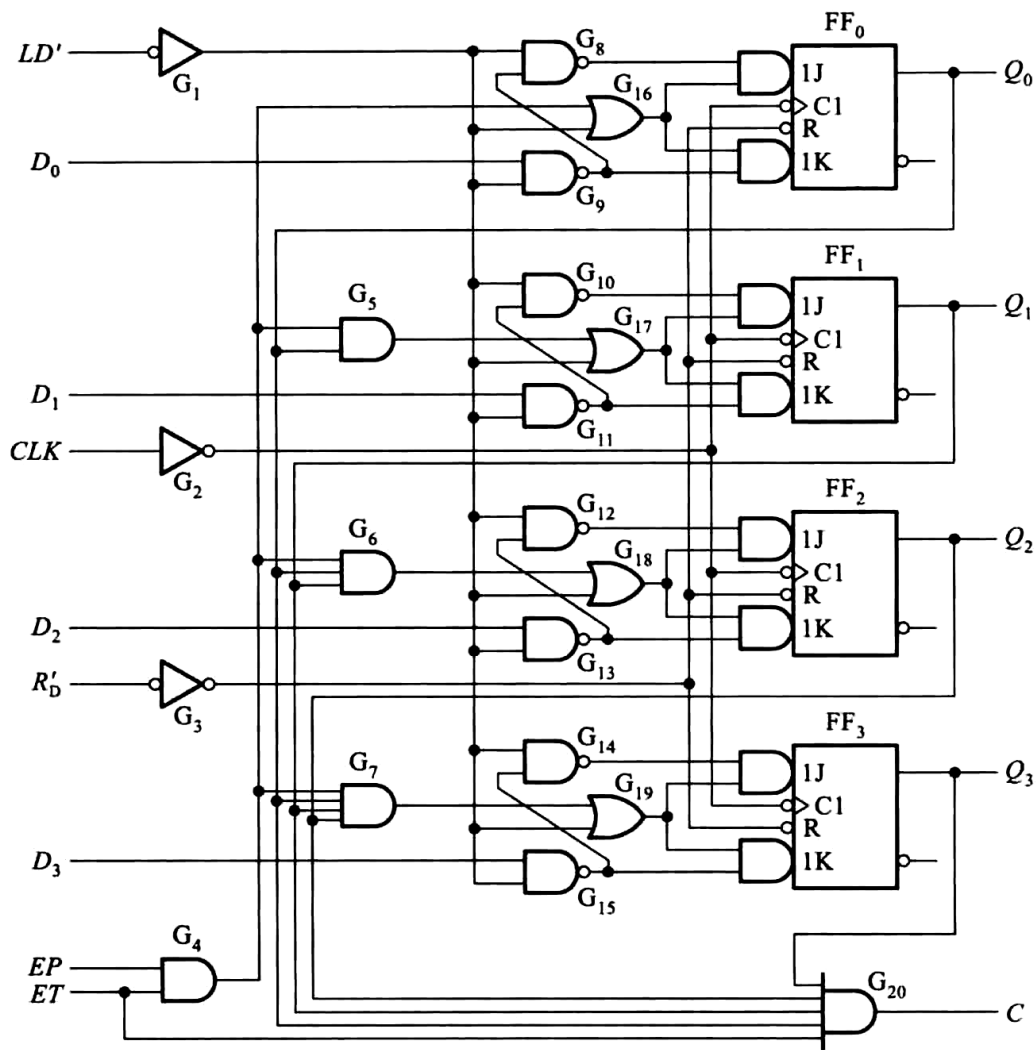 LD'
G1
G8
FF0
1J
Q0
G16
C1
R
D0
1K
G9
G10
FF1
G5
1J
Q1
G17
C1
R
D1
1K
G11
CLK
G2
G12
FF2
G6
1J
Q2
G18
C1
R
D2
1K
G13
R'D
G3
G14
FF3
G7
1J
Q3
G19
C1
R
D3
1K
G15
G4
EP
ET
G20
C